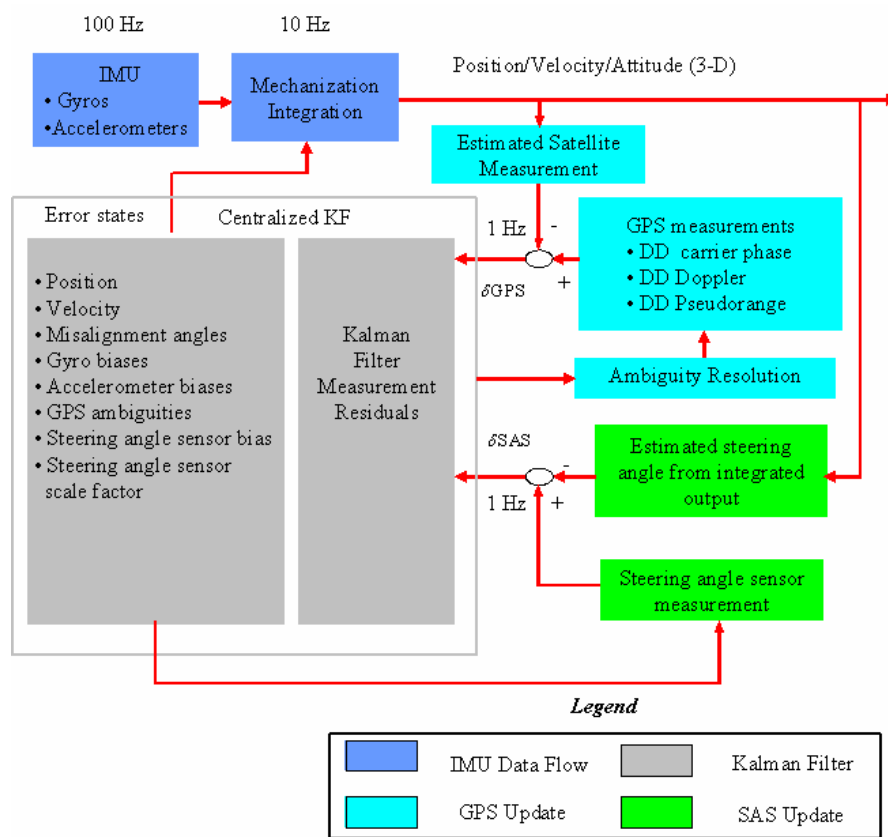 100 Hz
10 Hz
IMU
• Gyros
•Accelerometers
Mechanization
Integration
Position/Velocity/Attitude (3-D)
Estimated Satellite
Measurement
Error states
Centralized KF
1 Hz
-
+
δGPS
GPS measurements
• DD carrier phase
• DD Doppler
• DD Pseudorange
• Position
• Velocity
• Misalignment angles
• Gyro biases
• Accelerometer biases
• GPS ambiguities
• Steering angle sensor bias
• Steering angle sensor
scale factor
Kalman
Filter
Measurement
Residuals
Ambiguity Resolution
δSAS
-
+
1 Hz
Estimated steering
angle from integrated
output
Steering angle sensor
measurement
Legend
IMU Data Flow
Kalman Filter
GPS Update
SAS Update